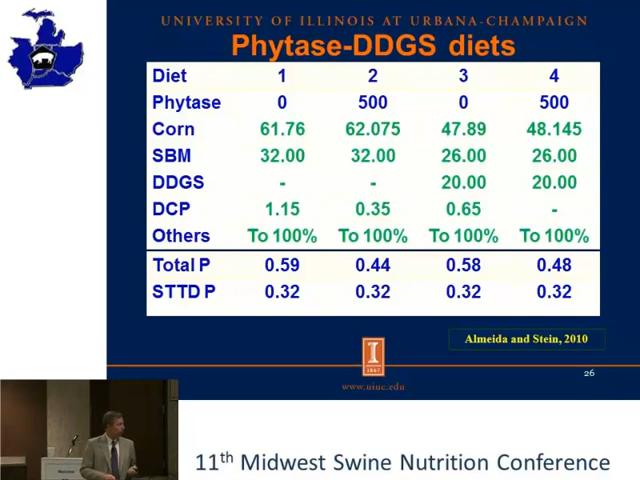 UNIVERSITY OF ILLINOIS AT URBANA-CHAMPAIGN
Phytase-DDGS diets
Diet 1 2 3 4
Phytase 0 500 0 500
Corn 61.76 62.075 47.89 48.145
SBM 32.00 32.00 26.00 26.00
DDGS - - 20.00 20.00
DCP 1.15 0.35 0.65 -
Others To 100% To 100% To 100% To 100%
Total P 0.59 0.44 0.58 0.48
STTD P 0.32 0.32 0.32 0.32
Almeida and Stein, 2010
I
1867
26
www.uiuc.edu
11th Midwest Swine Nutrition Conference